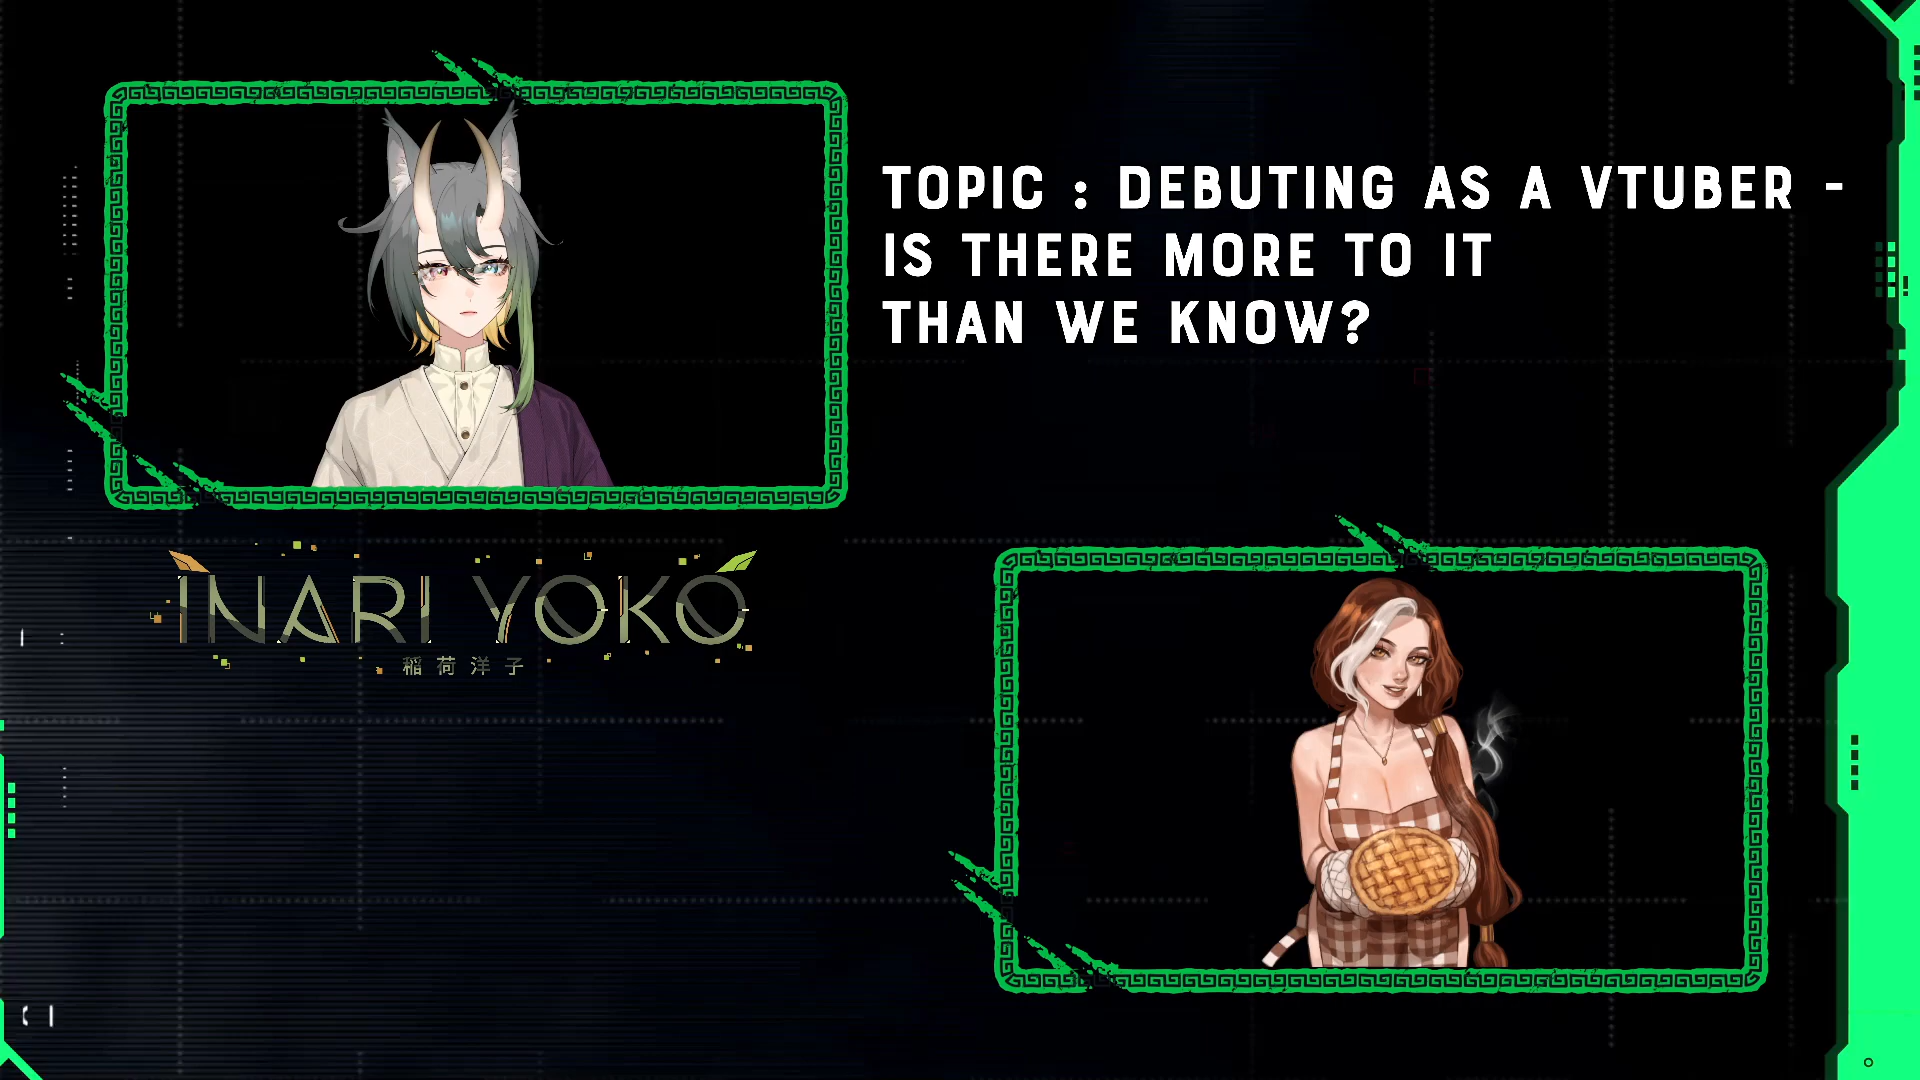 TOPIC : DEBUTING AS A VTUBER -
IS THERE MORE TO IT
THAN WE KNOW?
INARI YOKO
稲荷洋子